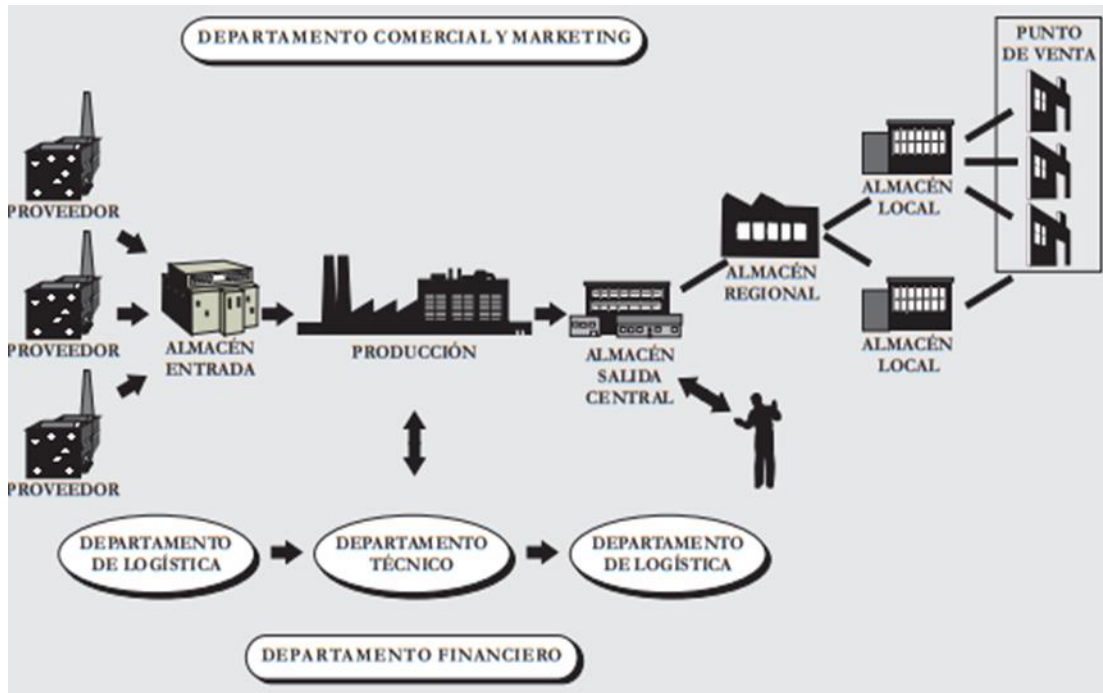 DEPARTAMENTO COMERCIAL Y MARKETING
PUNTO
DE VENTA
PROVEEDOR
PROVEEDOR
PROVEEDOR
ALMACÉN
ENTRADA
PRODUCCIÓN
ALMACÉN
SALIDA
CENTRAL
ALMACÉN
REGIONAL
ALMACÉN
LOCAL
ALMACÉN
LOCAL
DEPARTAMENTO
DE LOGÍSTICA
DEPARTAMENTO
TÉCNICO
DEPARTAMENTO
DE LOGÍSTICA
DEPARTAMENTO FINANCIERO